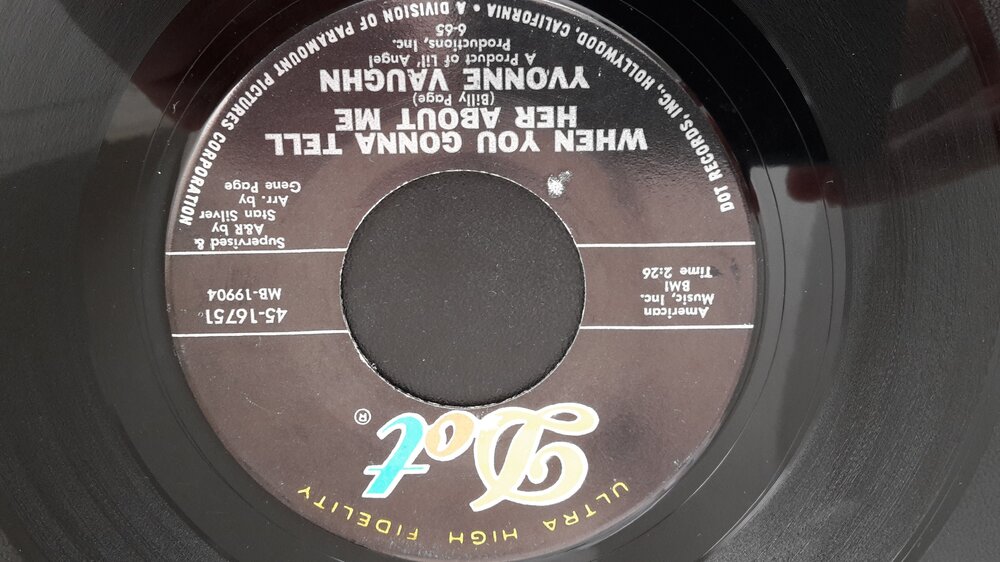 ULTRA HIGH FIDELITY
Dot®
American
Music, Inc.
BMI
Time 2:26
45-16751
MB-19904
Supervised &
A&R by
Stan Silver
Arr. by
Gene Page
WHEN YOU GONNA TELL
HER ABOUT ME
(Billy Page)
YVONNE VAUGHN
A Product of Lil' Angel
Productions, Inc.
6-65
DOT RECORDS, INC, HOLLYWOOD, CALIFORNIA • A DIVISION OF PARAMOUNT PICTURES CORPORATION